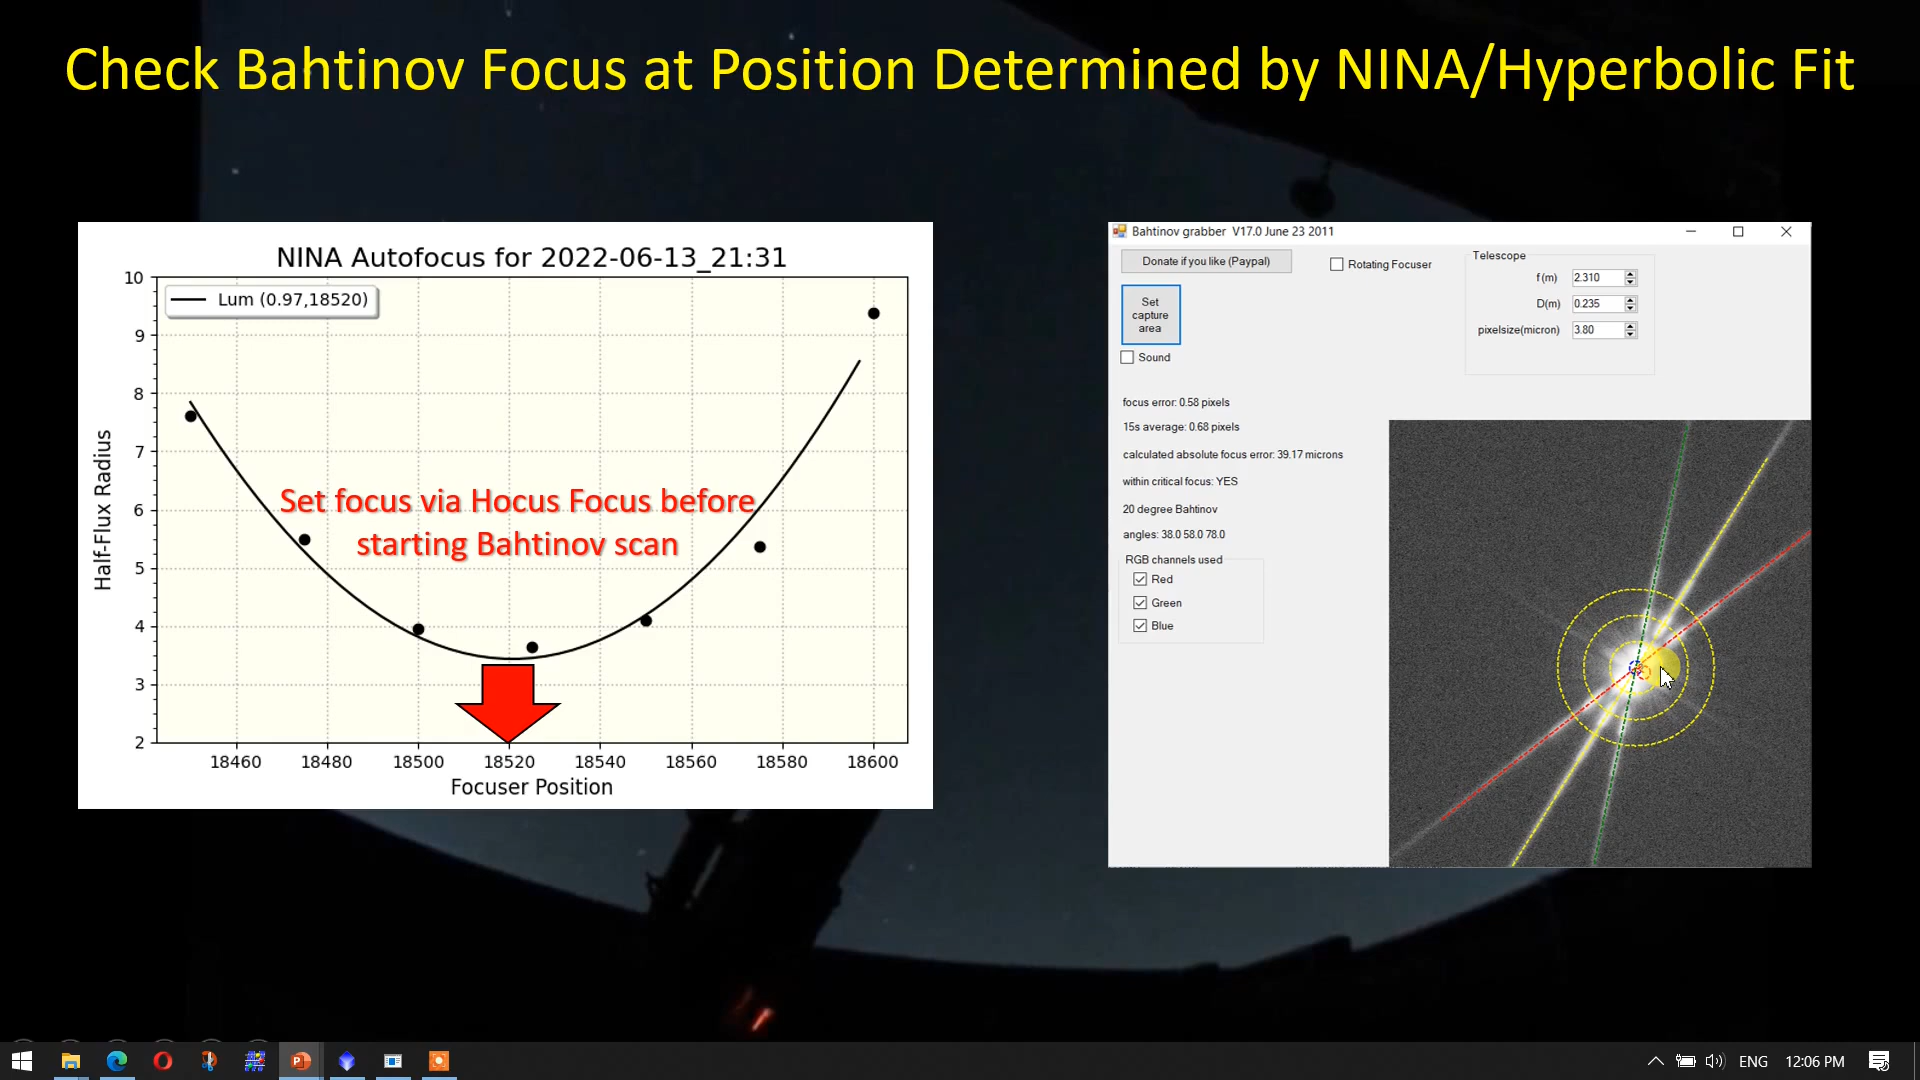 Check Bahtinov Focus at Position Determined by NINA/Hyperbolic Fit
NINA Autofocus for 2022-06-13_21:31
Lum (0.97,18520)
10
9
8
7
6
5
4
3
2
Half-Flux Radius
Set focus via Hocus Focus before
starting Bahtinov scan
18460 18480 18500 18520 18540 18560 18580 18600
Focuser Position
Bahtinov grabber V17.0 June 23 2011
Donate if you like (Paypal)
Rotating Focuser
Telescope
f(m) 2.310
D(m) 0.235
pixelsize(micron) 3.80
Set
capture
area
Sound
focus error: 0.58 pixels
15s average: 0.68 pixels
calculated absolute focus error: 39.17 microns
within critical focus: YES
20 degree Bahtinov
angles: 38.0 58.0 78.0
RGB channels used
Red
Green
Blue
ENG 12:06 PM